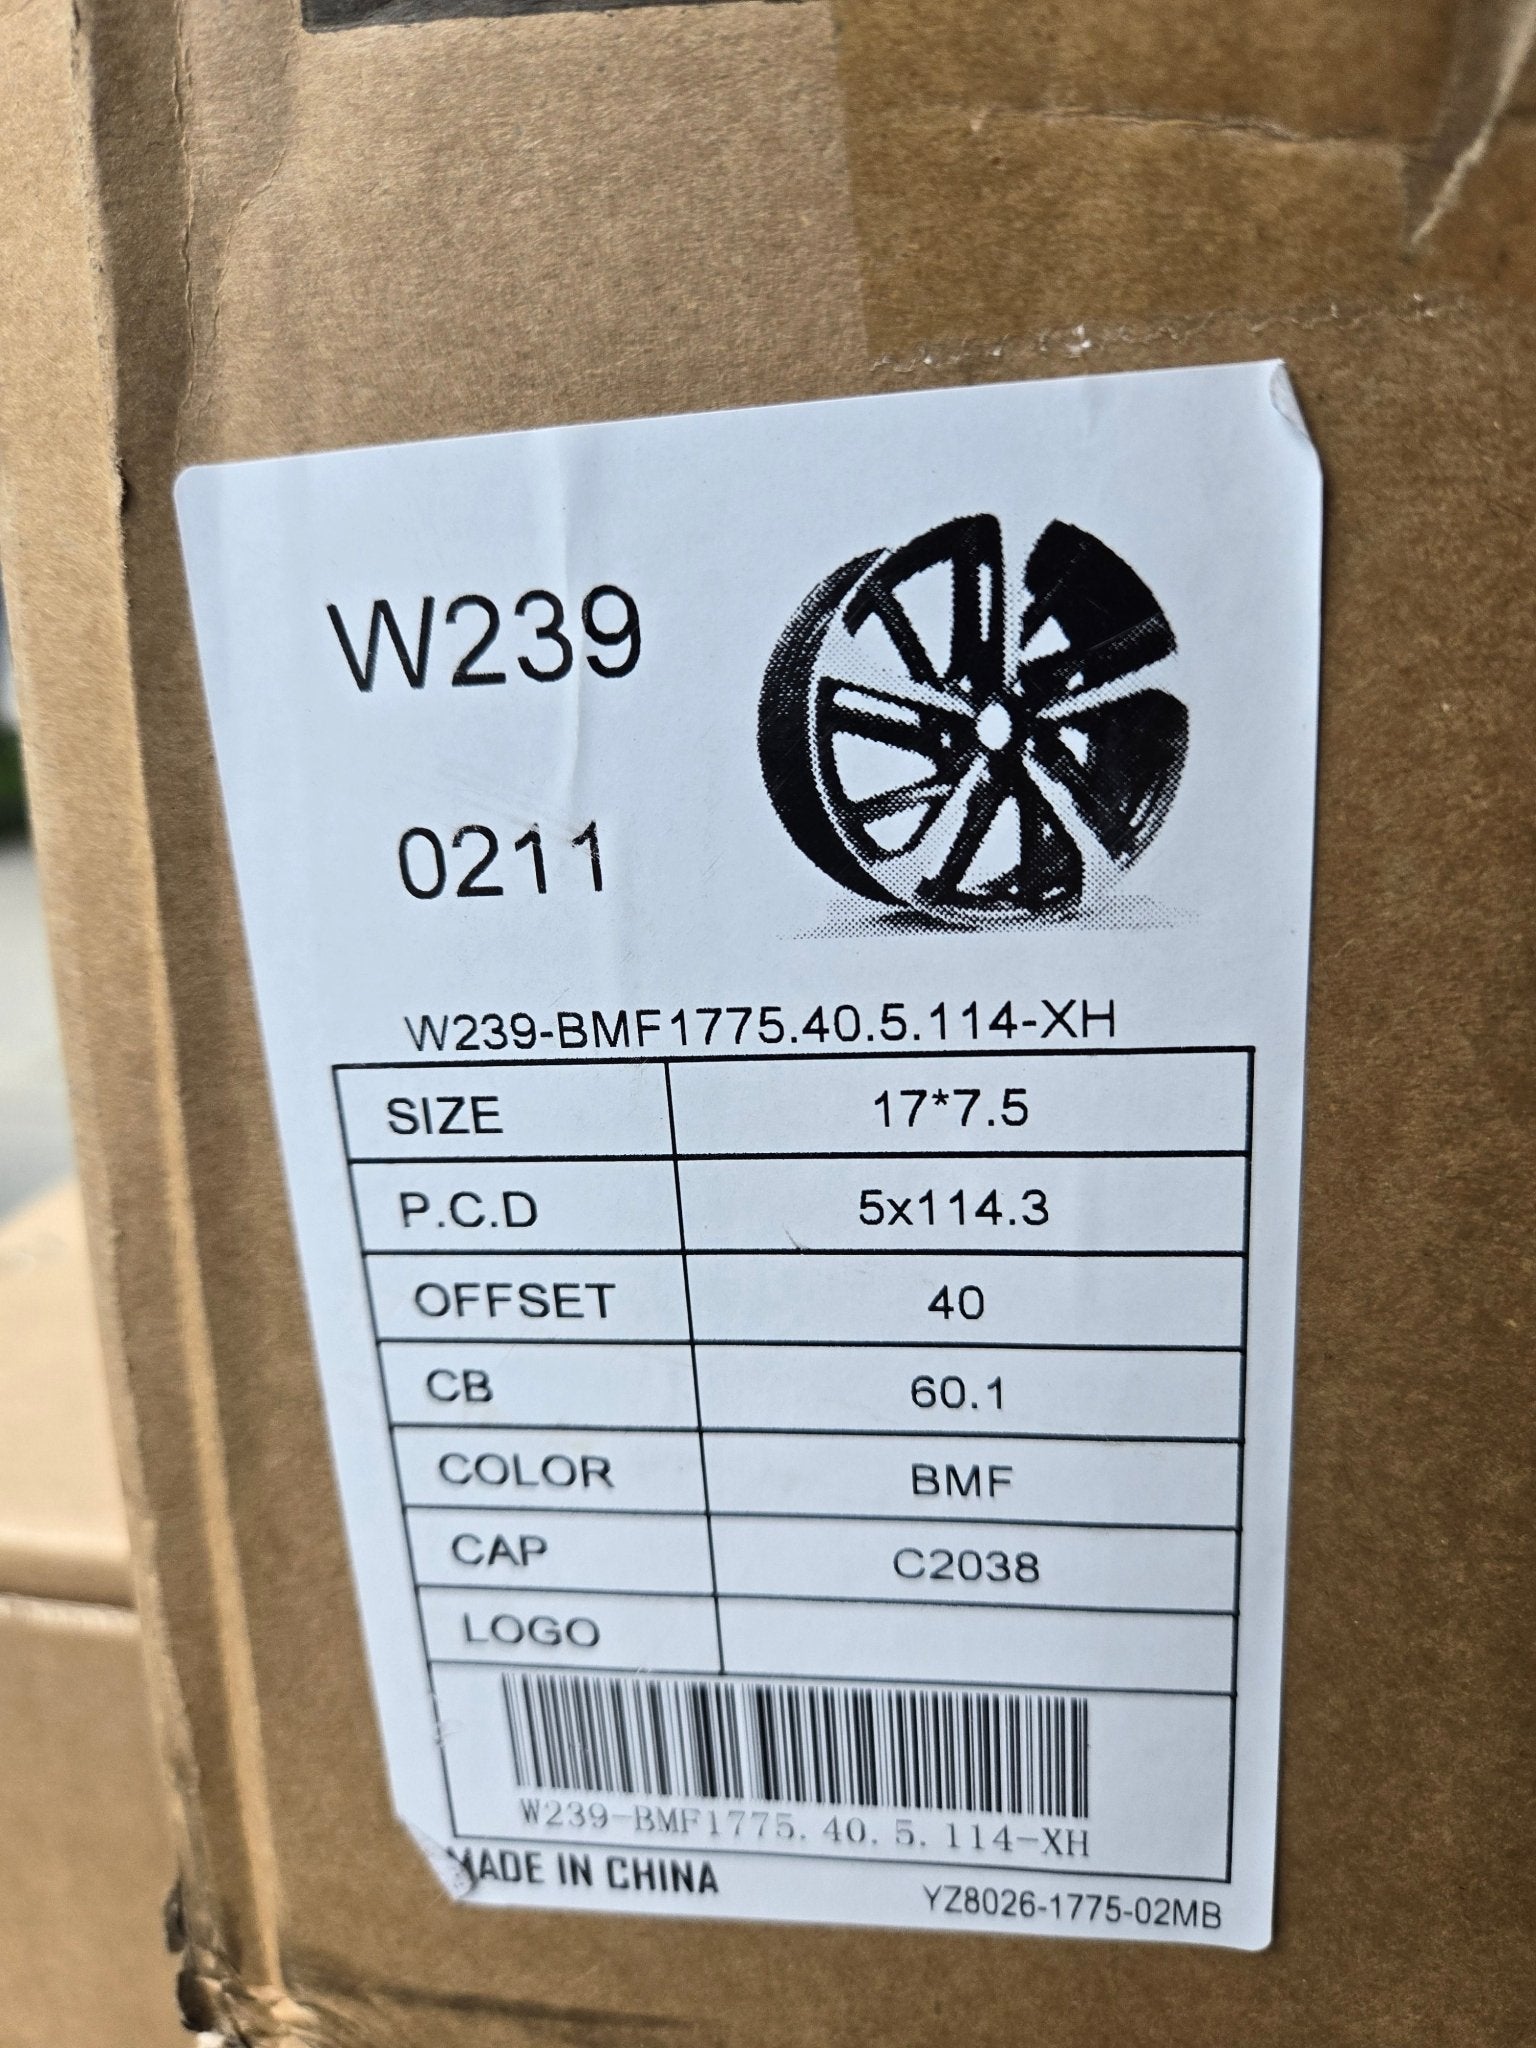 W239
0211
W239-BMF1775.40.5.114-XH
SIZE 17*7.5
P.C.D 5x114.3
OFFSET 40
CB 60.1
COLOR BMF
CAP C2038
LOGO
W239-BMF1775.40.5.114-XH
MADE IN CHINA
YZ8026-1775-02MB